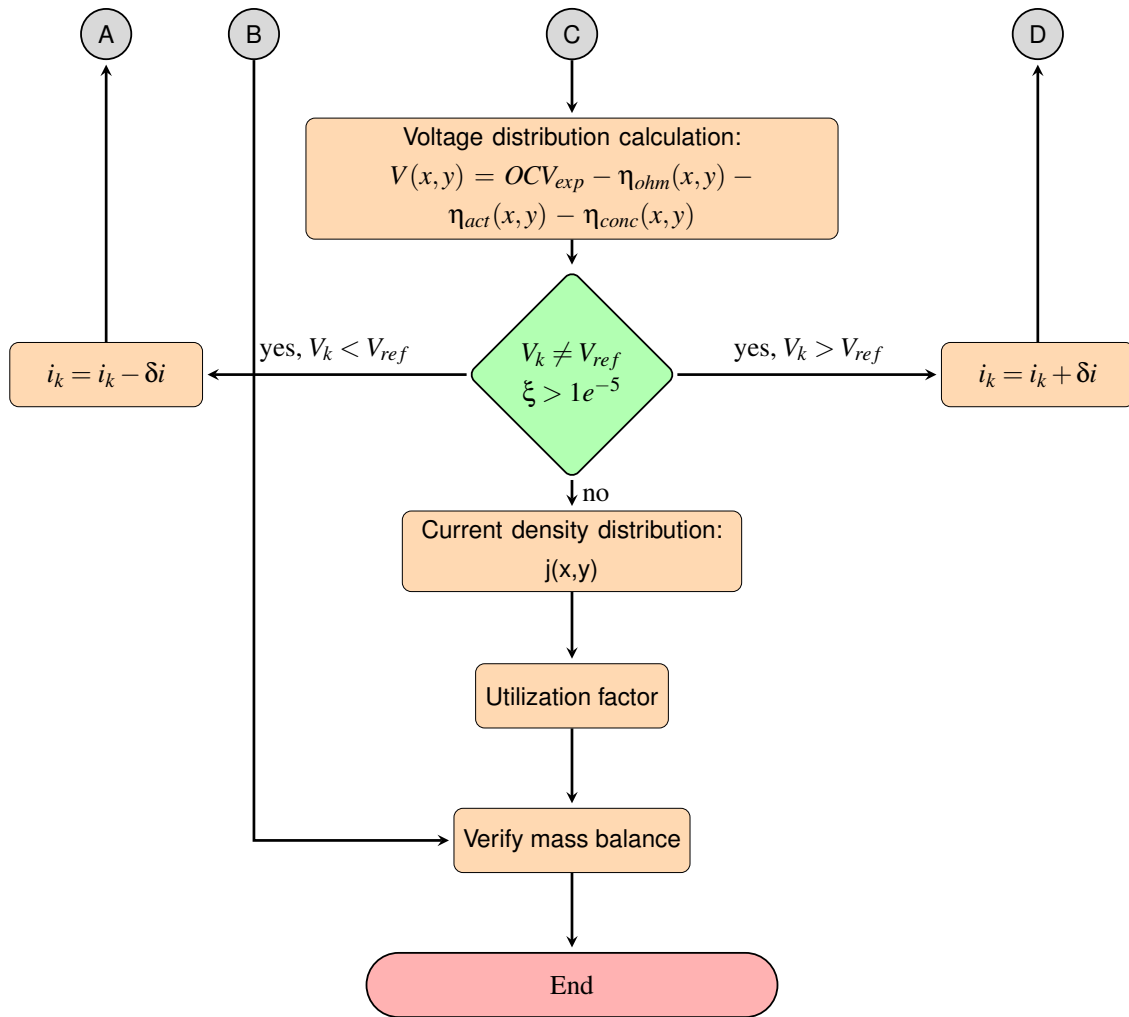 A
B
C
D
Voltage distribution calculation:
V(x,y) = OCV_exp − η_ohm(x,y) −
η_act(x,y) − η_conc(x,y)
yes, V_k < V_ref
V_k ≠ V_ref
ξ > 1e^−5
yes, V_k > V_ref
i_k = i_k − δi
i_k = i_k + δi
no
Current density distribution:
j(x,y)
Utilization factor
Verify mass balance
End